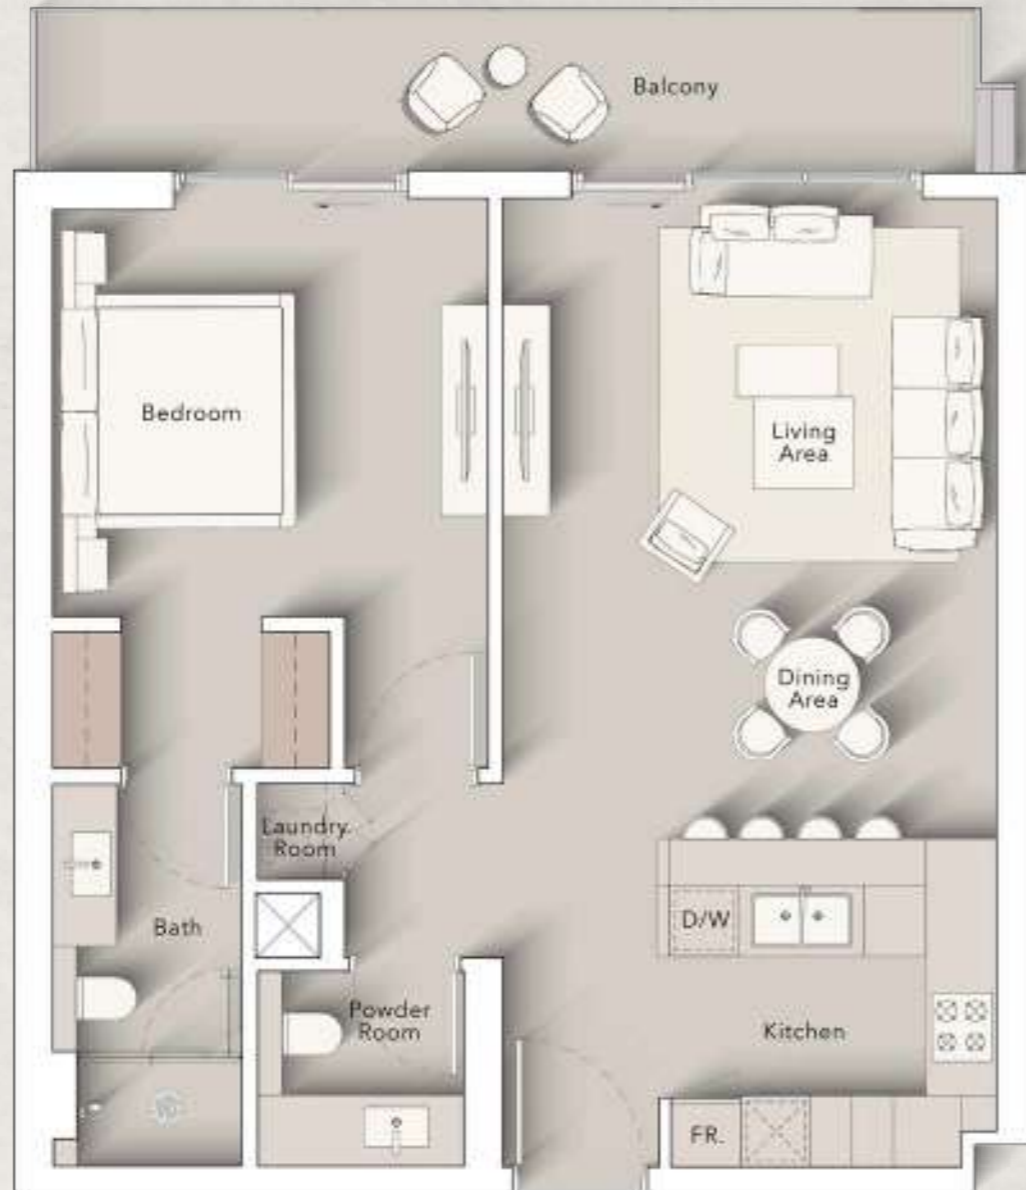 Balcony
Bedroom
Living
Area
Dining
Area
Laundry
Room
D/W
Bath
Powder
Room
Kitchen
FR.